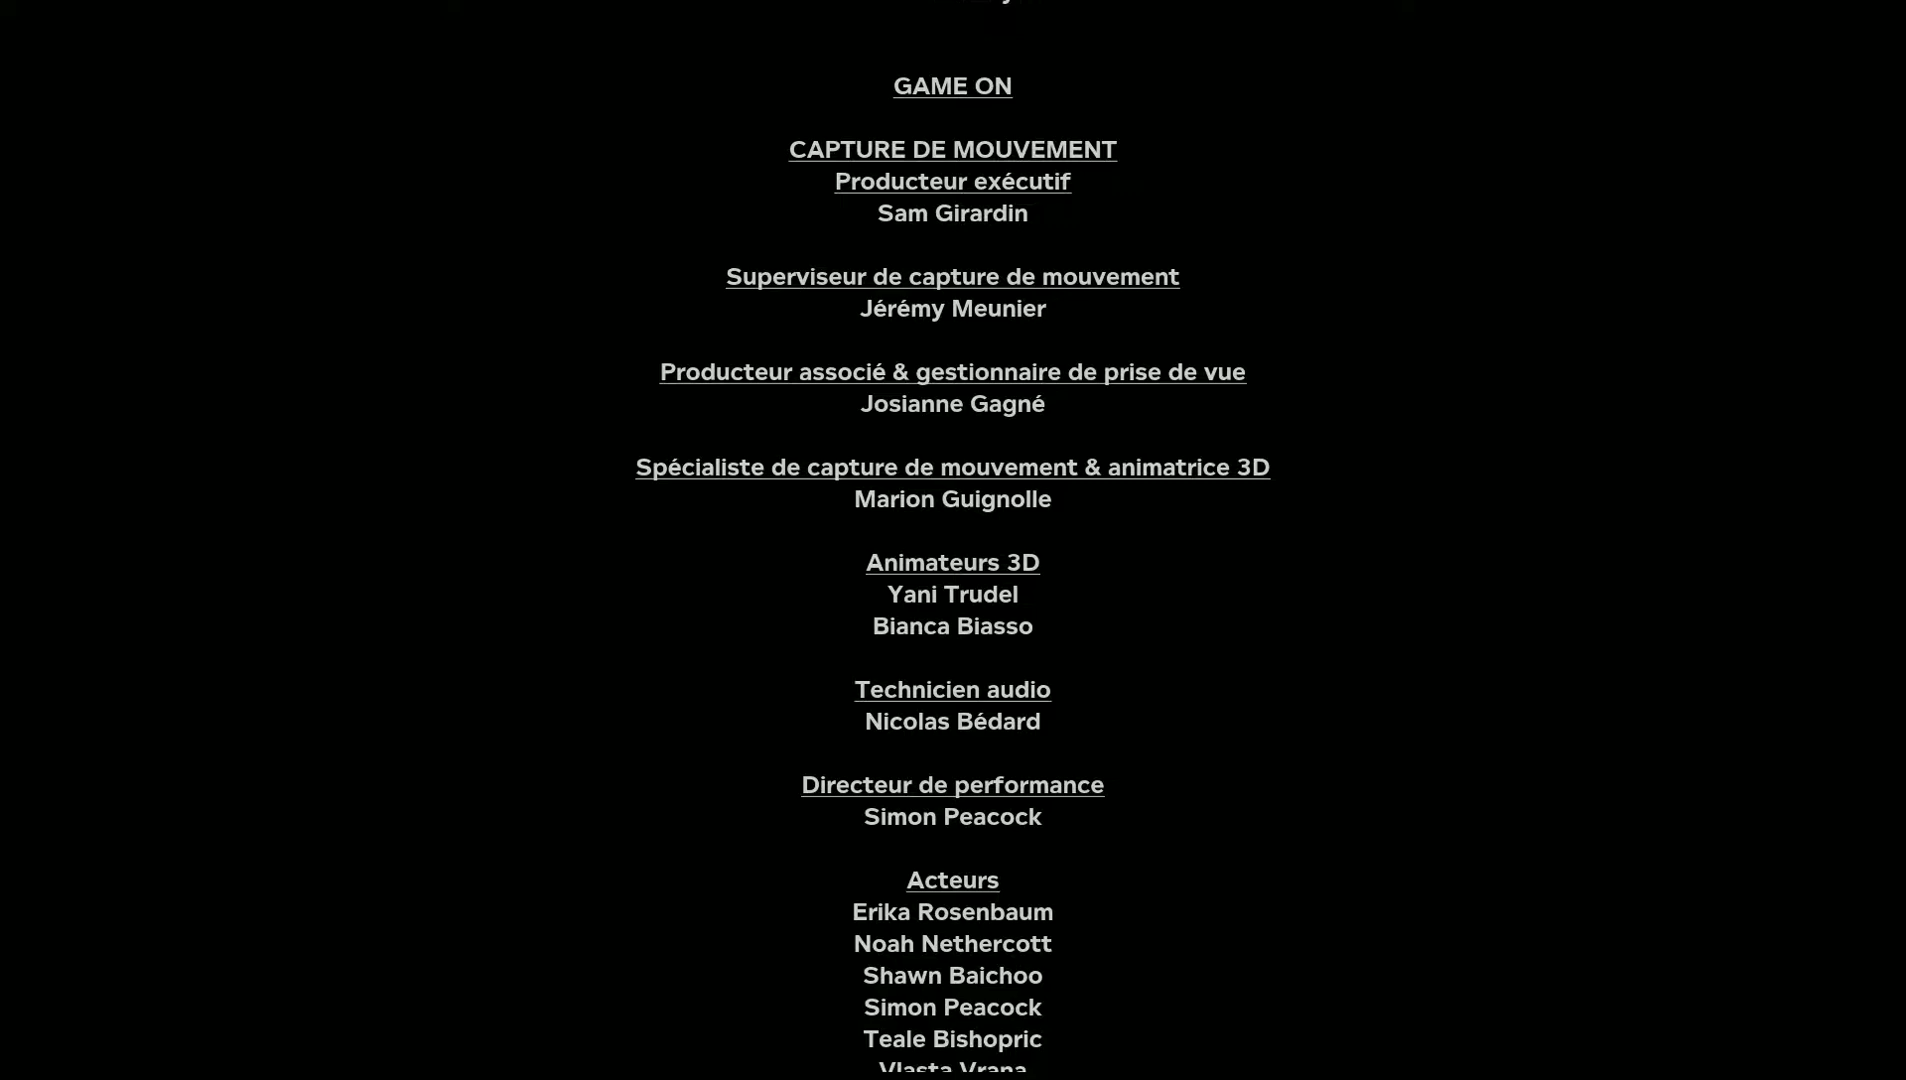 GAME ON
CAPTURE DE MOUVEMENT
Producteur exécutif
Sam Girardin
Superviseur de capture de mouvement
Jérémy Meunier
Producteur associé & gestionnaire de prise de vue
Josianne Gagné
Spécialiste de capture de mouvement & animatrice 3D
Marion Guignolle
Animateurs 3D
Yani Trudel
Bianca Biasso
Technicien audio
Nicolas Bédard
Directeur de performance
Simon Peacock
Acteurs
Erika Rosenbaum
Noah Nethercott
Shawn Baichoo
Simon Peacock
Teale Bishopric
Vlasta Vrana